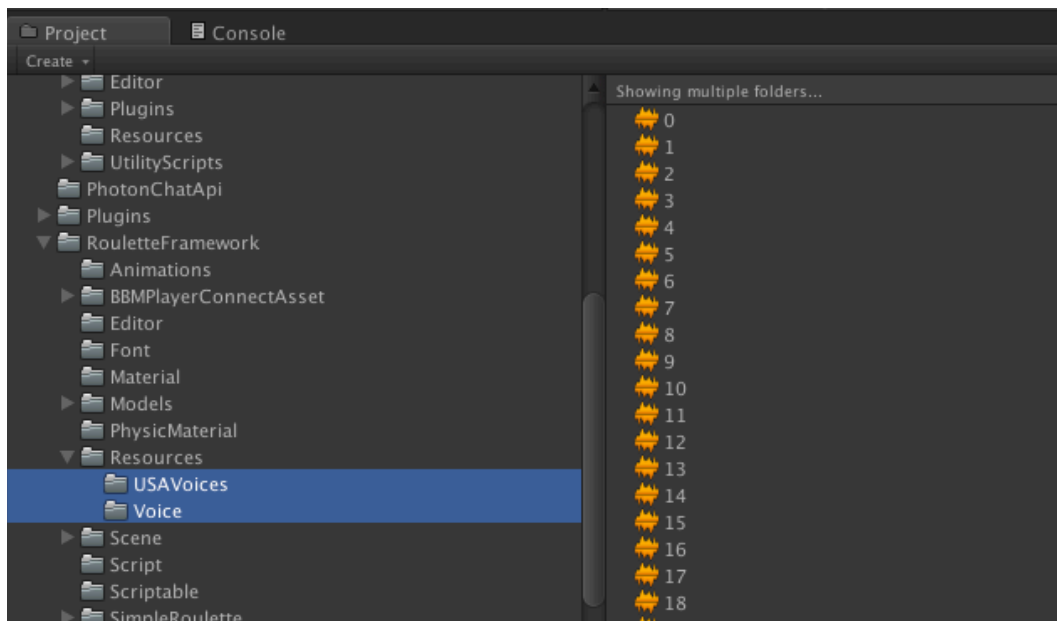 Project
Console
Create
Editor
Plugins
Resources
UtilityScripts
PhotonChatApi
Plugins
RouletteFramework
Animations
BBMPlayerConnectAsset
Editor
Font
Material
Models
PhysicMaterial
Resources
USAVoices
Voice
Scene
Script
Scriptable
SimpleRoulette
Showing multiple folders...
0
1
2
3
4
5
6
7
8
9
10
11
12
13
14
15
16
17
18